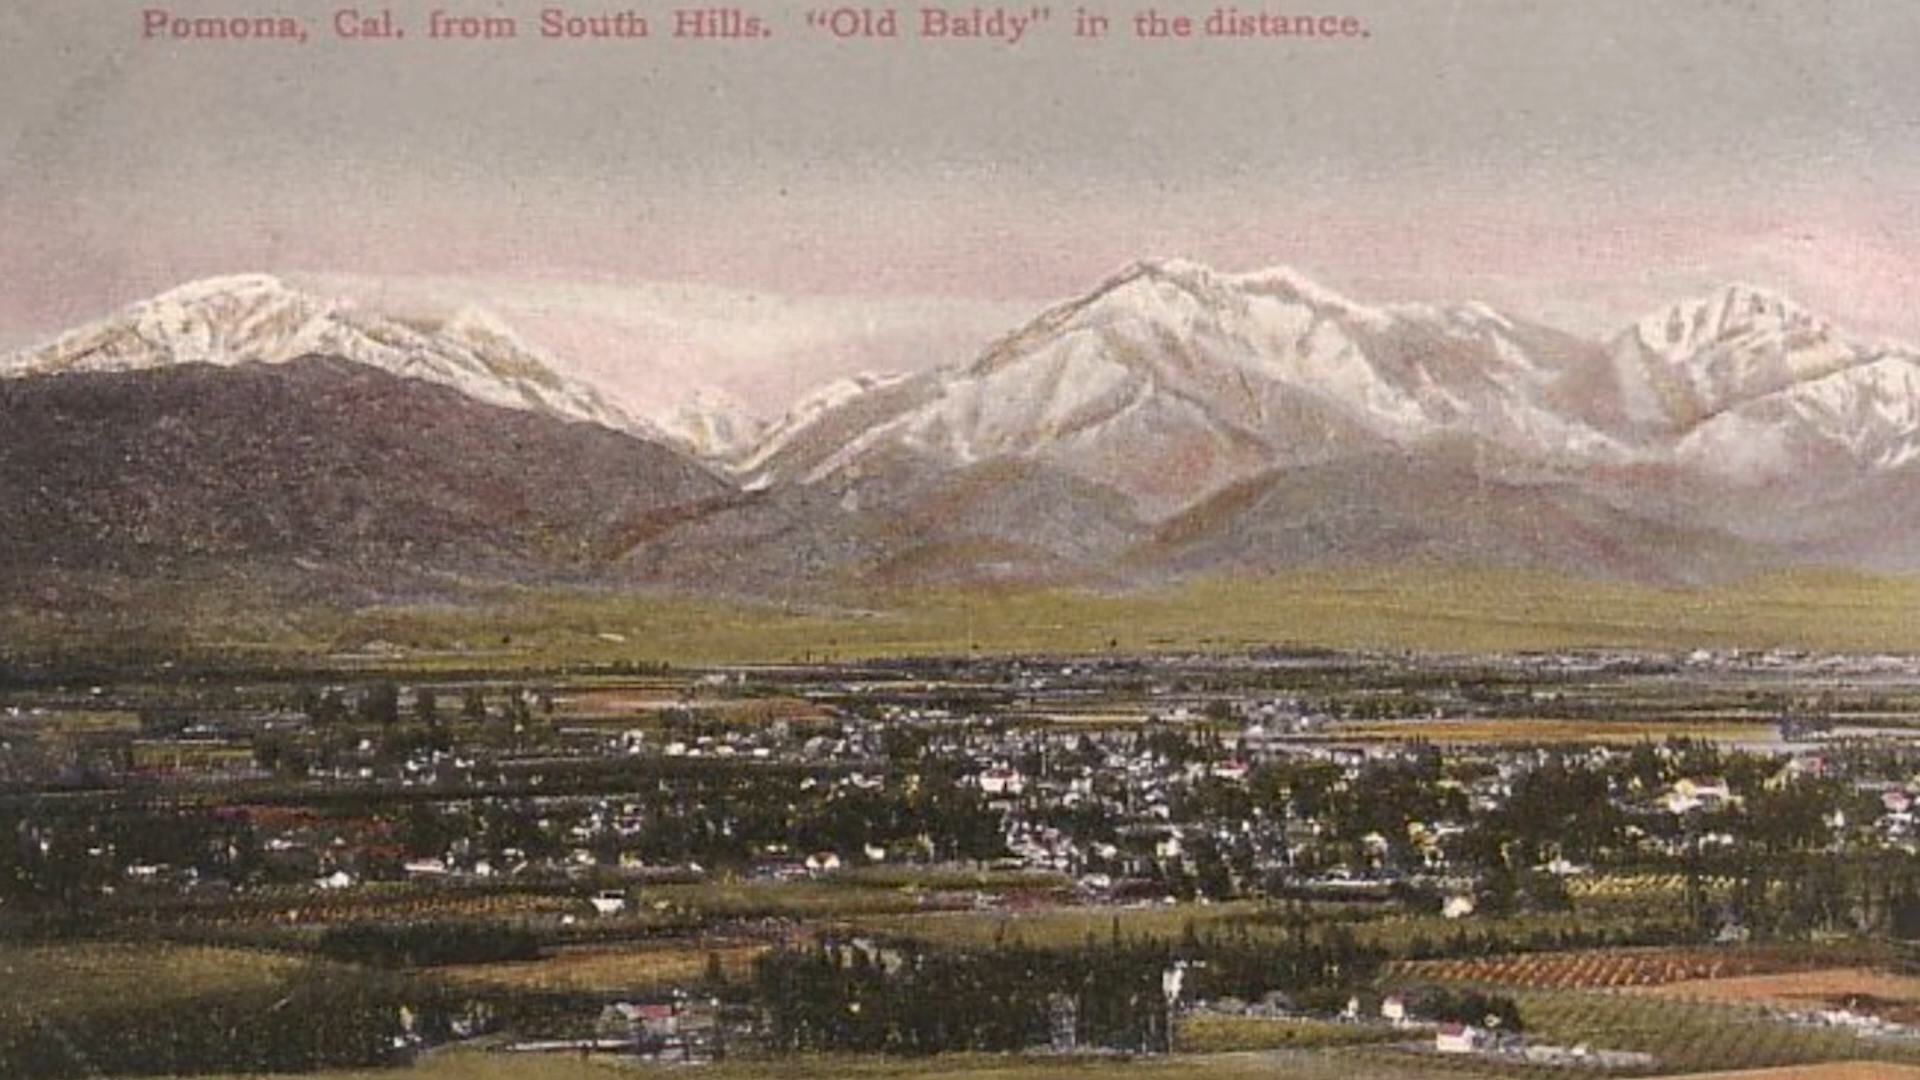 Pomona, Cal. from South Hills. "Old Baldy" in the distance.